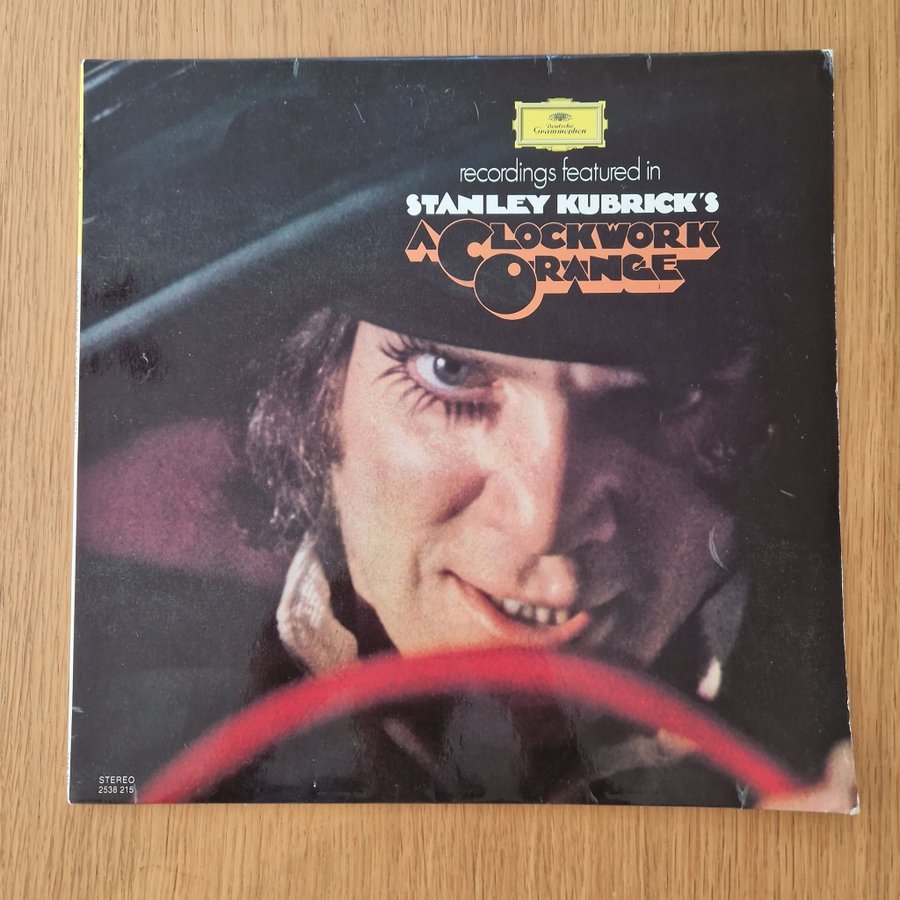 Deutsche
Grammophon
recordings featured in
STANLEY KUBRICK'S
A CLOCKWORK
ORANGE
STEREO
2538 215